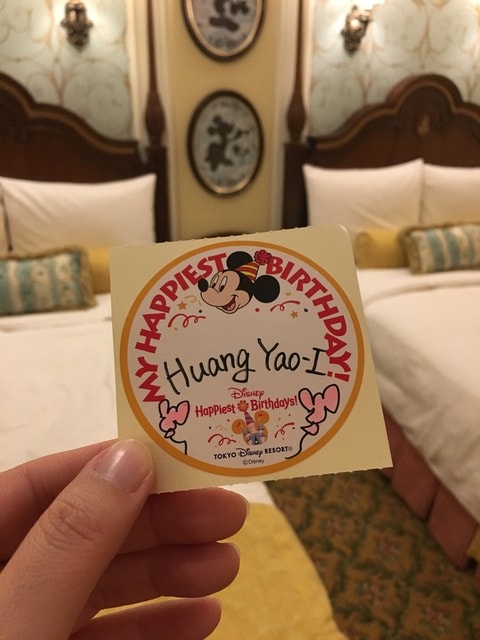 MY HAPPIEST BIRTHDAY!
Huang Yao-I
Disney
Happiest Birthdays!
TOKYO Disney RESORT®
©Disney